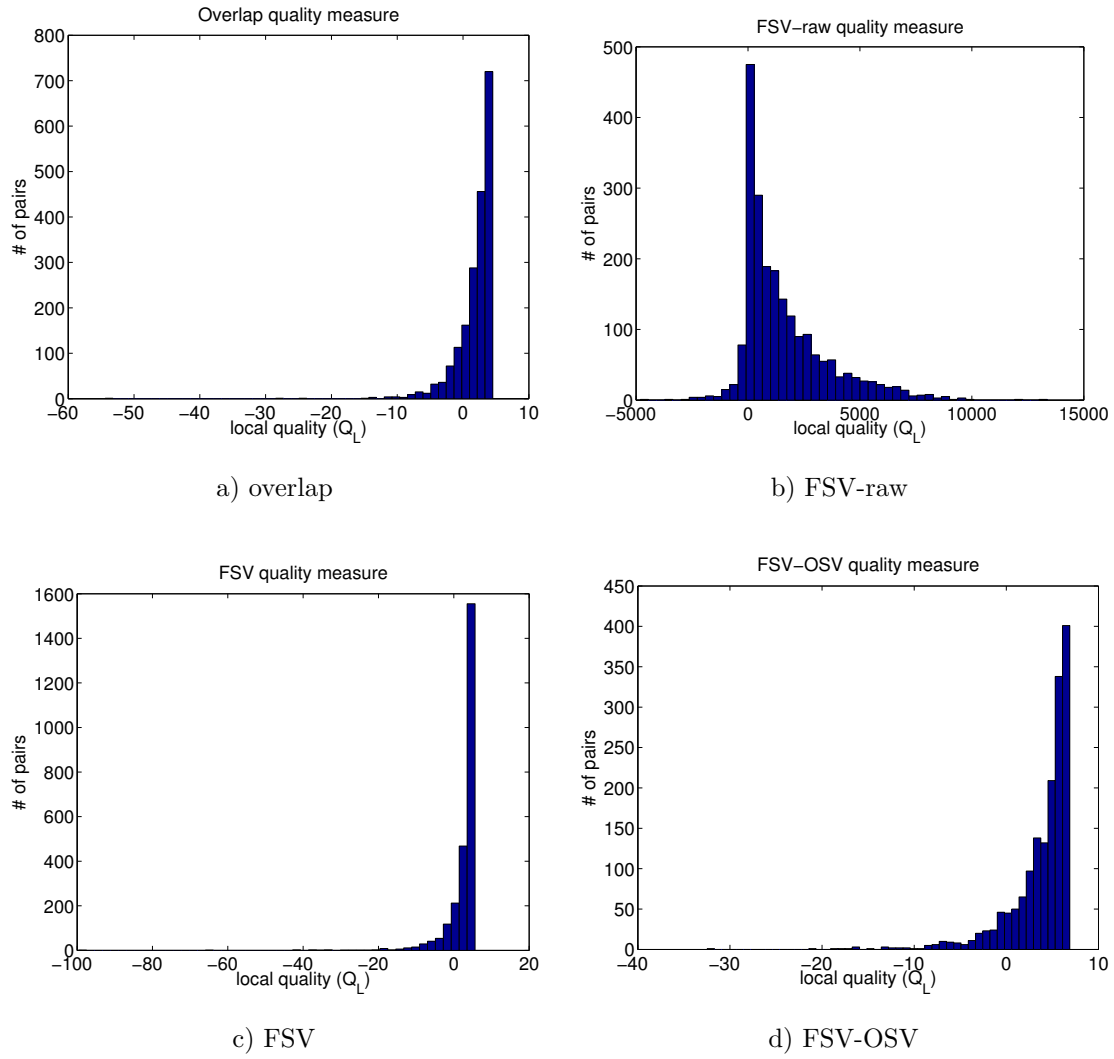 Overlap quality measure
800
700
600
500
400
300
200
100
0
# of pairs
−60 −50 −40 −30 −20 −10 0 10
local quality (Q_L)
a) overlap
FSV−raw quality measure
500
400
300
200
100
0
# of pairs
−5000 0 5000 10000 15000
local quality (Q_L)
b) FSV-raw
FSV quality measure
1600
1400
1200
1000
800
600
400
200
0
# of pairs
−100 −80 −60 −40 −20 0 20
local quality (Q_L)
c) FSV
FSV−OSV quality measure
450
400
350
300
250
200
150
100
50
0
# of pairs
−40 −30 −20 −10 0 10
local quality (Q_L)
d) FSV-OSV